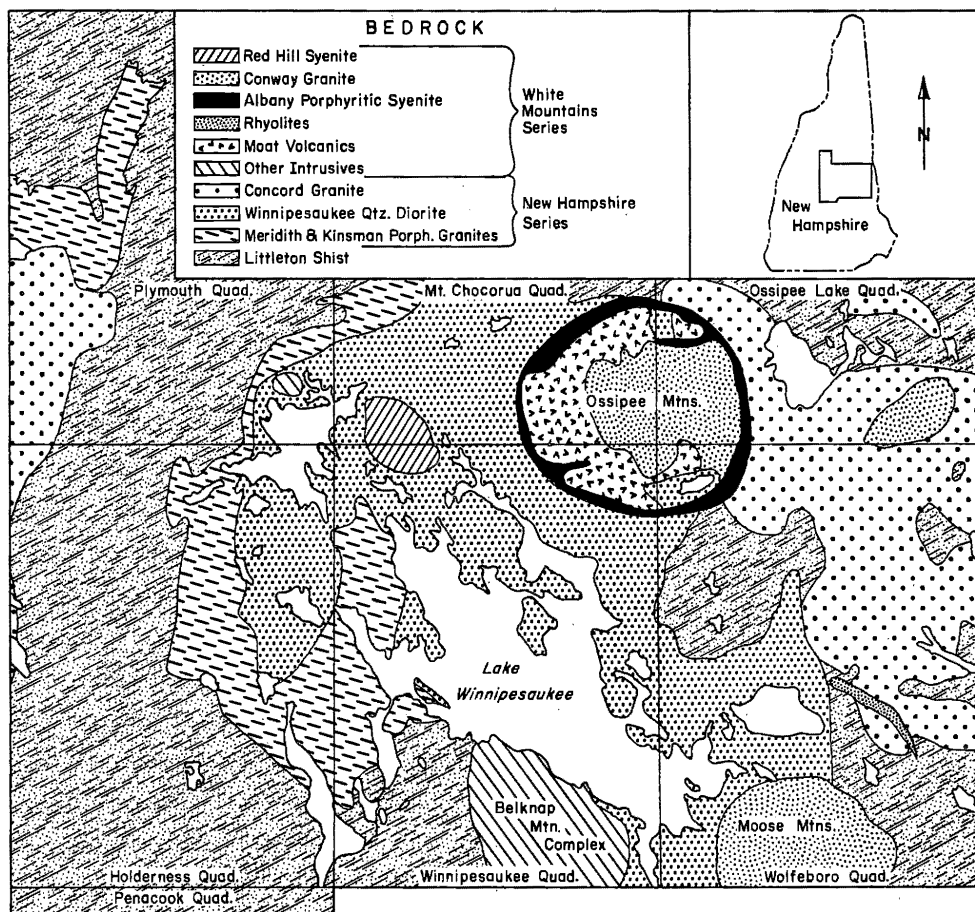 BEDROCK
Red Hill Syenite
Conway Granite
Albany Porphyritic Syenite
Rhyolites
Moat Volcanics
Other Intrusives
Concord Granite
Winnipesaukee Qtz. Diorite
Meridith & Kinsman Porph. Granites
Littleton Shist
White
Mountains
Series
New Hampshire
Series
N
New
Hampshire
Plymouth Quad.
Mt. Chocorua Quad.
Ossipee Lake Quad.
Ossipee Mtns.
Lake
Winnipesaukee
Belknap
Mtn.
Complex
Moose Mtns.
Holderness Quad.
Winnipesaukee Quad.
Wolfeboro Quad.
Penacook Quad.